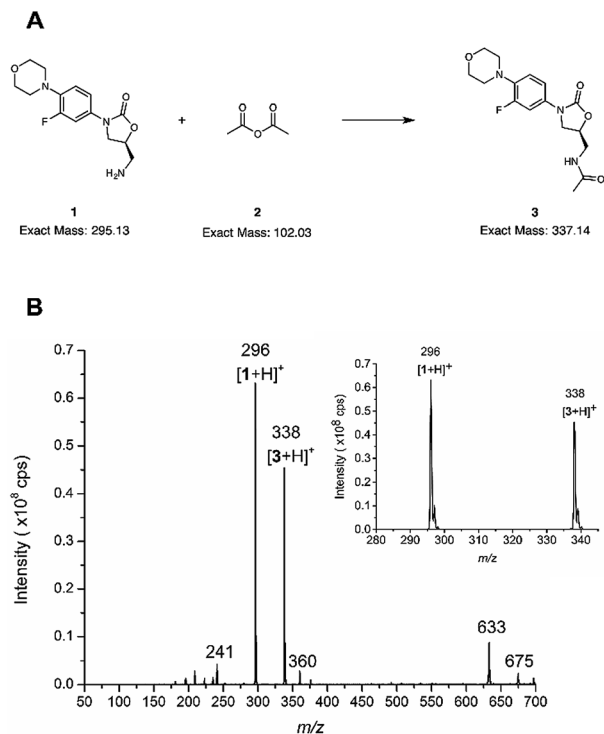 A
O
N
F
N
O
O
H₂N
1
Exact Mass: 295.13
+
O O
O
2
Exact Mass: 102.03
O
N
F
N
O
O
HN
O
3
Exact Mass: 337.14
B
Intensity ( x10⁸ cps)
0.7
0.6
0.5
0.4
0.3
0.2
0.1
0.0
296
[1+H]⁺
338
[3+H]⁺
241
360
633
675
50 100 150 200 250 300 350 400 450 500 550 600 650 700
m/z
Intensity ( x10⁸ cps)
0.7
0.6
0.5
0.4
0.3
0.2
0.1
0.0
296
[1+H]⁺
338
[3+H]⁺
280 290 300 310 320 330 340
m/z